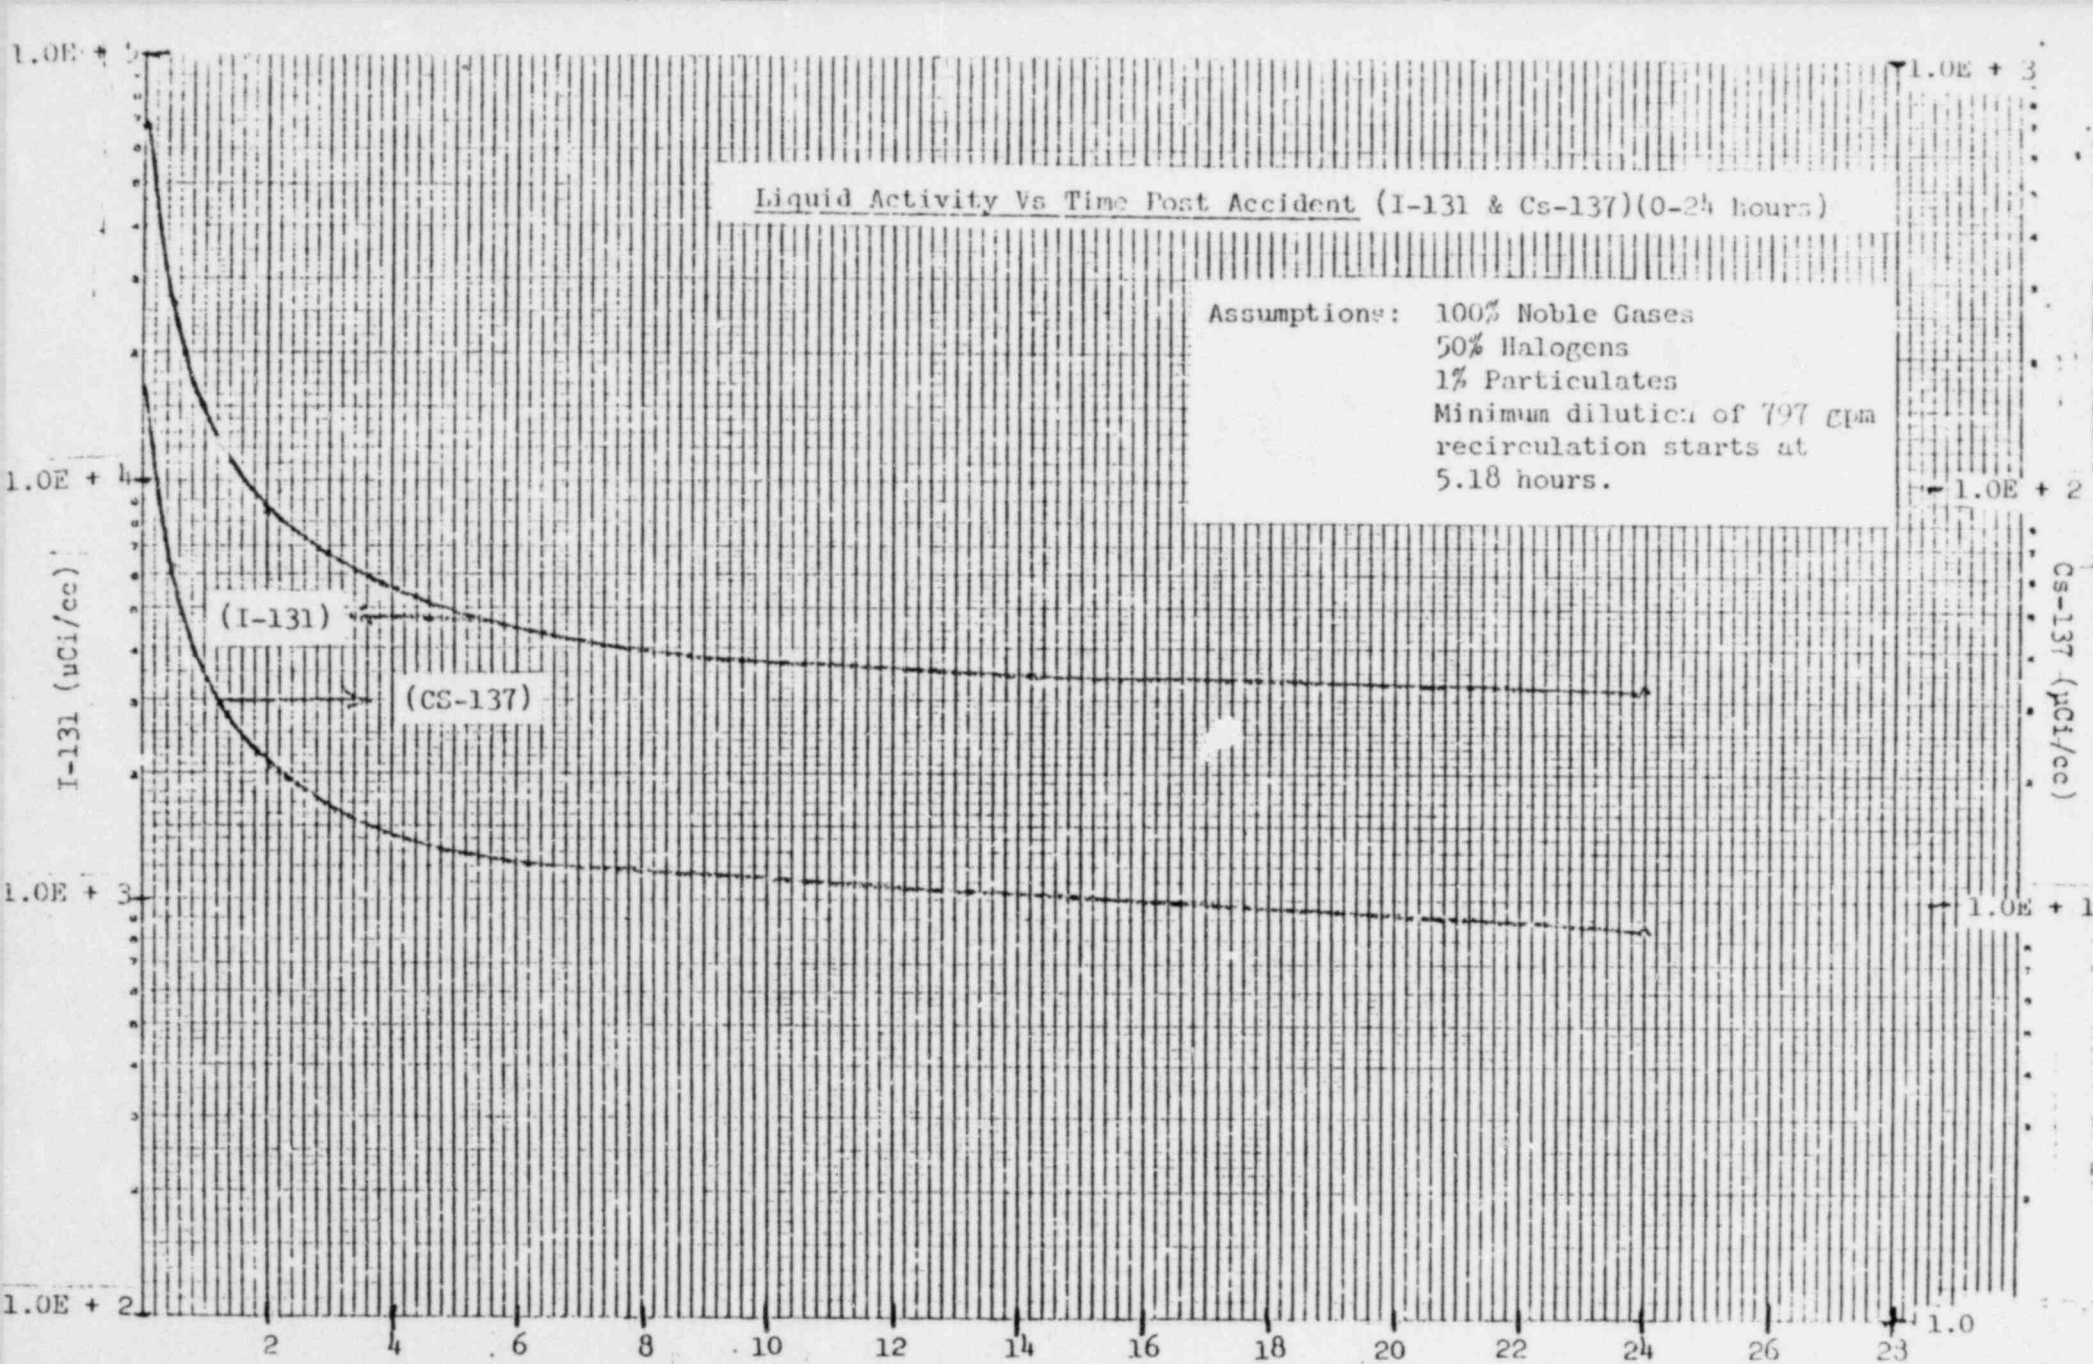 1.0E + 5
1.0E + 3
Liquid Activity Vs Time Post Accident (I-131 & Cs-137)(0-24 hours)
Assumptions: 100% Noble Gases
50% Halogens
1% Particulates
Minimum dilution of 797 gpm
recirculation starts at
5.18 hours.
1.0E + 4
1.0E + 2
I-131 (µCi/cc)
Cs-137 (µCi/cc)
(I-131)
(CS-137)
1.0E + 3
1.0E + 1
1.0E + 2
1.0
2 4 6 8 10 12 14 16 18 20 22 24 26 28